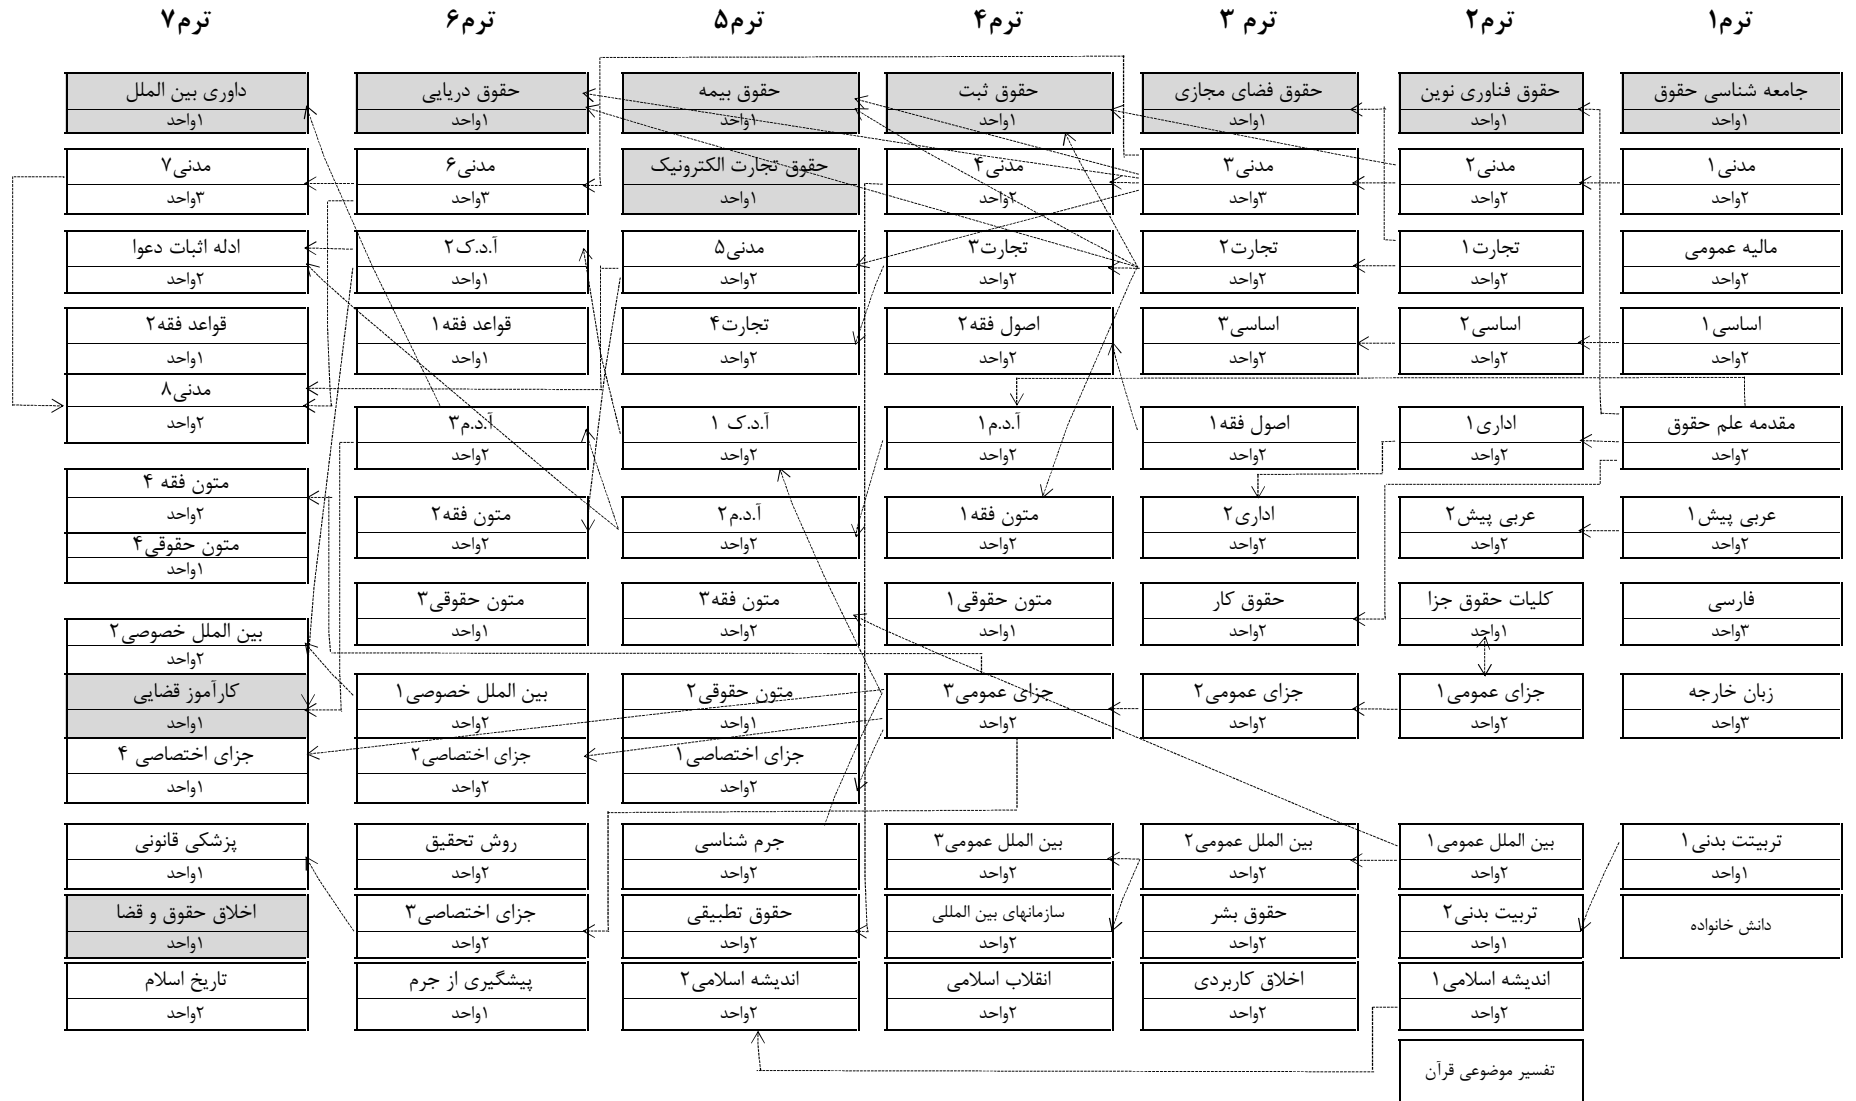 ترم۱
ترم۲
ترم ۳
ترم۴
ترم۵
ترم۶
ترم۷
جامعه شناسی حقوق
۱واحد
مدنی۱
۲واحد
مالیه عمومی
۲واحد
اساسی۱
۲واحد
مقدمه علم حقوق
۲واحد
عربی پیش۱
۲واحد
فارسی
۳واحد
زبان خارجه
۳واحد
تربیتت بدنی۱
۱واحد
دانش خانواده
حقوق فناوری نوین
۱واحد
مدنی۲
۲واحد
تجارت۱
۲واحد
اساسی۲
۲واحد
اداری۱
۲واحد
عربی پیش۲
۲واحد
کلیات حقوق جزا
۱واحد
جزای عمومی۱
۲واحد
بین الملل عمومی۱
۲واحد
تربیت بدنی۲
۱واحد
اندیشه اسلامی۱
۲واحد
تفسیر موضوعی قرآن
حقوق فضای مجازی
۱واحد
مدنی۳
۳واحد
تجارت۲
۲واحد
اساسی۳
۲واحد
اصول فقه۱
۲واحد
اداری۲
۲واحد
حقوق کار
۲واحد
جزای عمومی۲
۲واحد
بین الملل عمومی۲
۲واحد
حقوق بشر
۲واحد
اخلاق کاربردی
۲واحد
حقوق ثبت
۱واحد
مدنی۴
۲واحد
تجارت۳
۲واحد
اصول فقه۲
۲واحد
آ.د.م۱
۲واحد
متون فقه۱
۲واحد
متون حقوقی۱
۱واحد
جزای عمومی۳
۲واحد
بین الملل عمومی۳
۲واحد
سازمانهای بین المللی
۲واحد
انقلاب اسلامی
۲واحد
حقوق بیمه
۱واحد
حقوق تجارت الکترونیک
۱واحد
مدنی۵
۲واحد
تجارت۴
۲واحد
آ.د.ک ۱
۲واحد
آ.د.م۲
۲واحد
متون فقه۳
۲واحد
متون حقوقی۲
۱واحد
جزای اختصاصی۱
۲واحد
جرم شناسی
۲واحد
حقوق تطبیقی
۲واحد
اندیشه اسلامی۲
۲واحد
حقوق دریایی
۱واحد
مدنی۶
۳واحد
آ.د.ک۲
۱واحد
قواعد فقه۱
۱واحد
آ.د.م۳
۲واحد
متون فقه۲
۲واحد
متون حقوقی۳
۱واحد
بین الملل خصوصی۱
۲واحد
جزای اختصاصی۲
۲واحد
روش تحقیق
۲واحد
جزای اختصاصی۳
۲واحد
پیشگیری از جرم
۱واحد
داوری بین الملل
۱واحد
مدنی۷
۳واحد
ادله اثبات دعوا
۲واحد
قواعد فقه۲
۱واحد
مدنی۸
۲واحد
متون فقه ۴
۲واحد
متون حقوقی۴
۱واحد
بین الملل خصوصی۲
۲واحد
کارآموز قضایی
۱واحد
جزای اختصاصی ۴
۱واحد
پزشکی قانونی
۱واحد
اخلاق حقوق و قضا
۱واحد
تاریخ اسلام
۲واحد